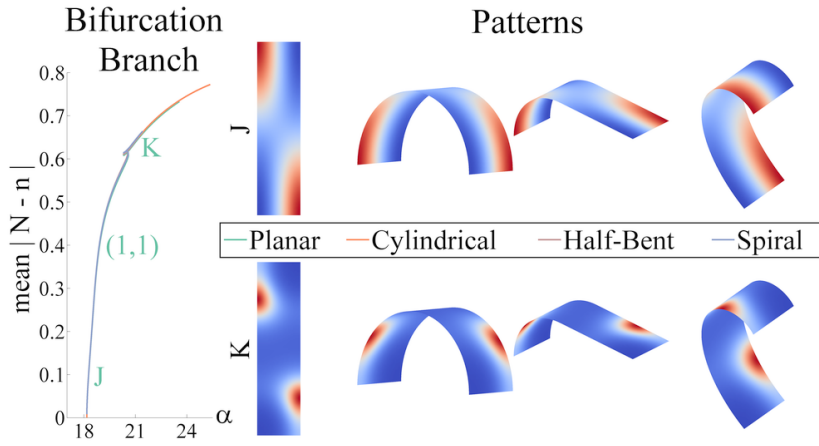 Bifurcation
Branch
Patterns
mean | N - n |
0.8
0.7
0.6
0.5
0.4
0.3
0.2
0.1
0
18
21
24
α
K
(1,1)
J
J
Planar
Cylindrical
Half-Bent
Spiral
K